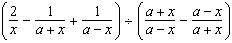 (2/x − 1/(a+x) + 1/(a−x)) ÷ ((a+x)/(a−x) − (a−x)/(a+x))